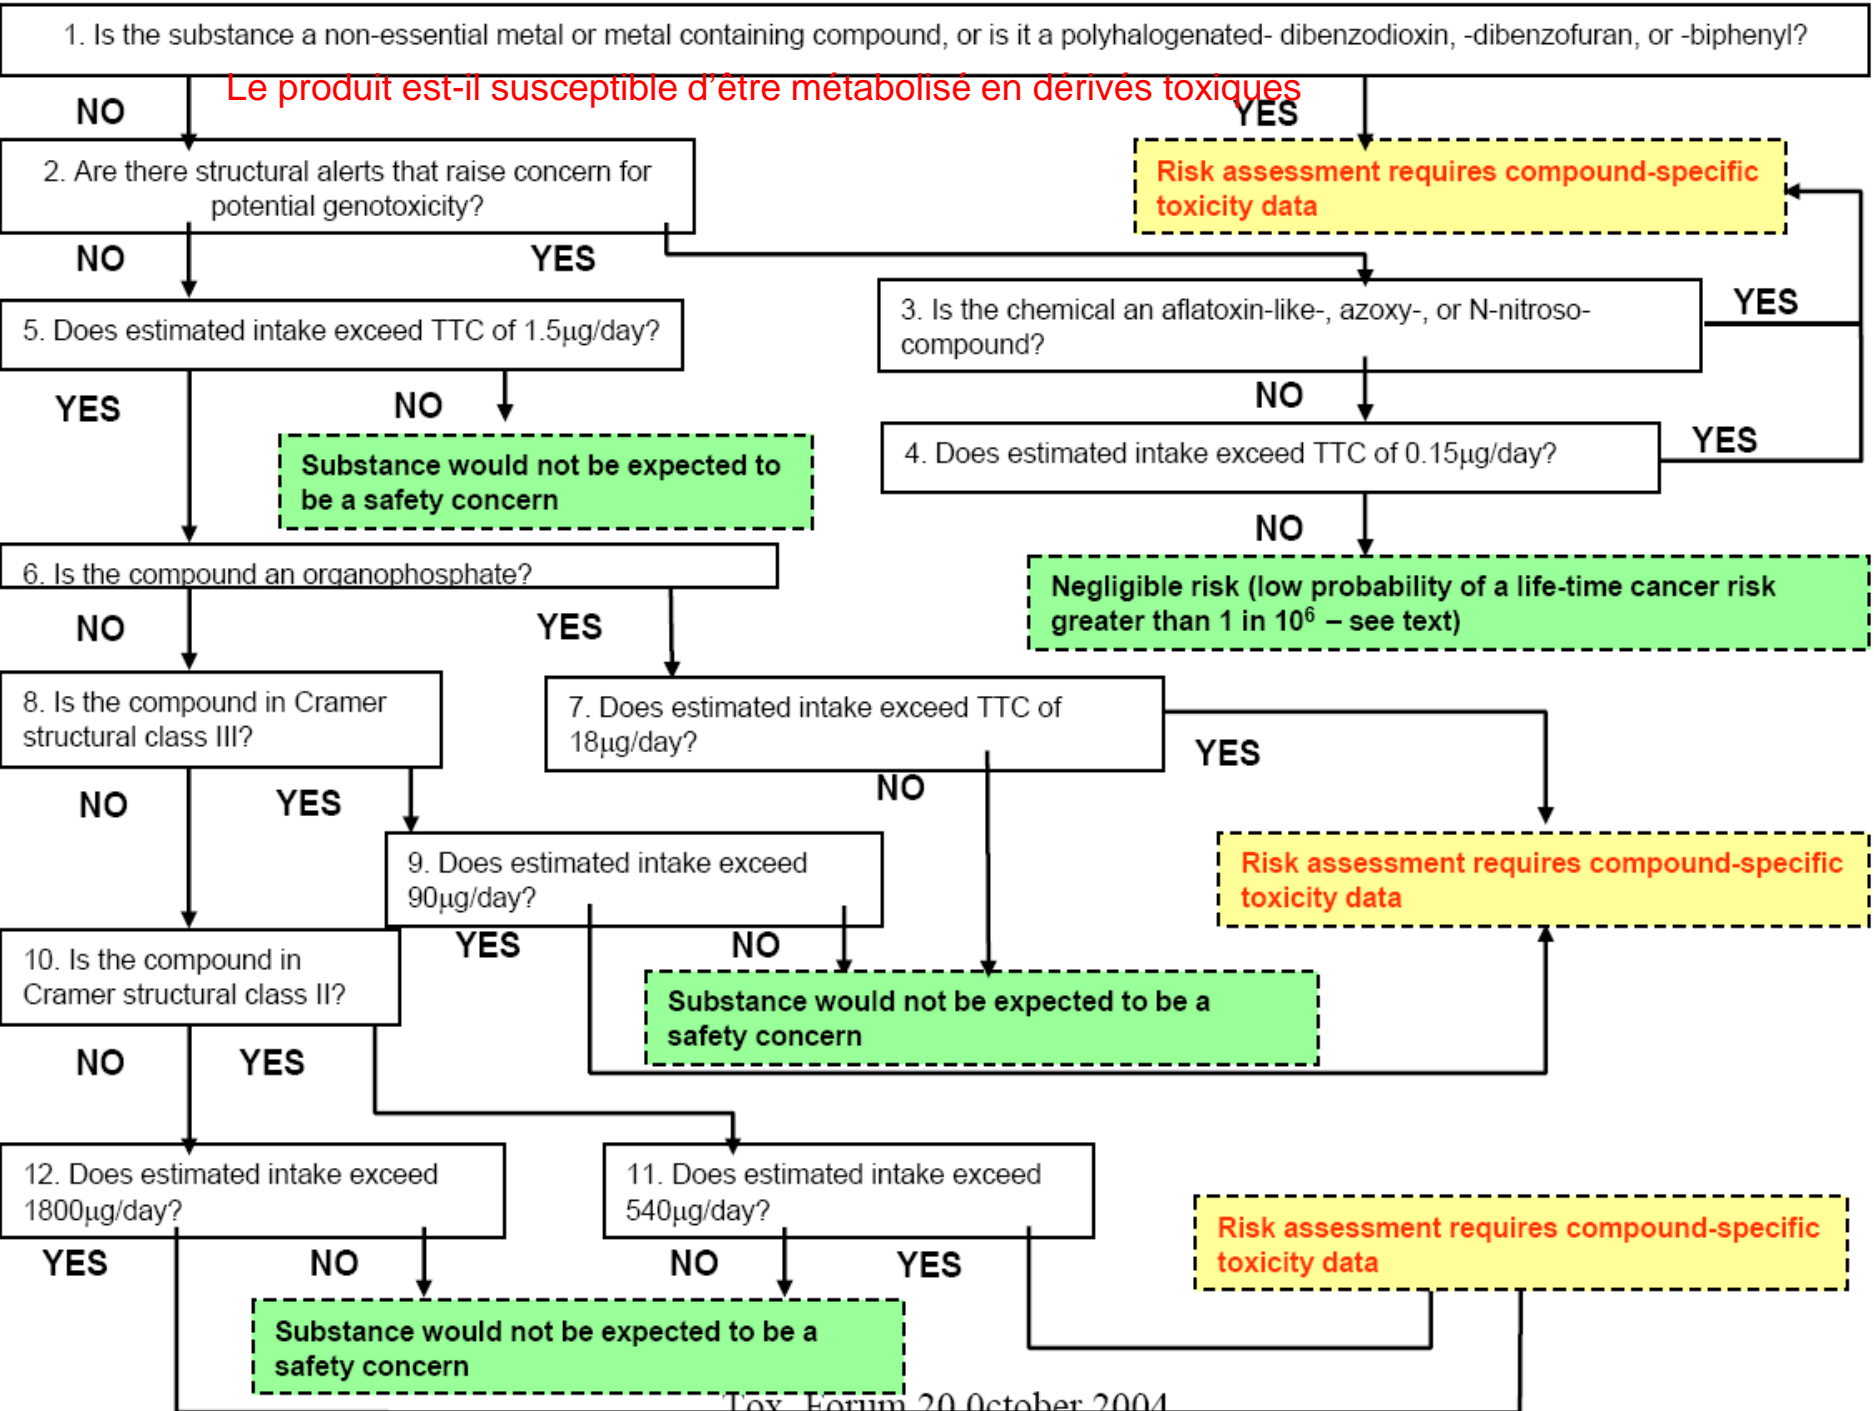 1. Is the substance a non-essential metal or metal containing compound, or is it a polyhalogenated- dibenzodioxin, -dibenzofuran, or -biphenyl?
Le produit est-il susceptible d'être métabolisé en dérivés toxiques
NO
YES
2. Are there structural alerts that raise concern for
potential genotoxicity?
Risk assessment requires compound-specific
toxicity data
NO
YES
3. Is the chemical an aflatoxin-like-, azoxy-, or N-nitroso-
compound?
YES
5. Does estimated intake exceed TTC of 1.5µg/day?
NO
YES
NO
4. Does estimated intake exceed TTC of 0.15µg/day?
YES
Substance would not be expected to
be a safety concern
NO
6. Is the compound an organophosphate?
Negligible risk (low probability of a life-time cancer risk
greater than 1 in 10⁶ – see text)
NO
YES
8. Is the compound in Cramer
structural class III?
7. Does estimated intake exceed TTC of
18µg/day?
YES
NO
NO
YES
9. Does estimated intake exceed
90µg/day?
Risk assessment requires compound-specific
toxicity data
YES
NO
10. Is the compound in
Cramer structural class II?
Substance would not be expected to be a
safety concern
NO
YES
12. Does estimated intake exceed
1800µg/day?
11. Does estimated intake exceed
540µg/day?
Risk assessment requires compound-specific
toxicity data
YES
NO
NO
YES
Substance would not be expected to be a
safety concern
Tox. Forum 20 October 2004